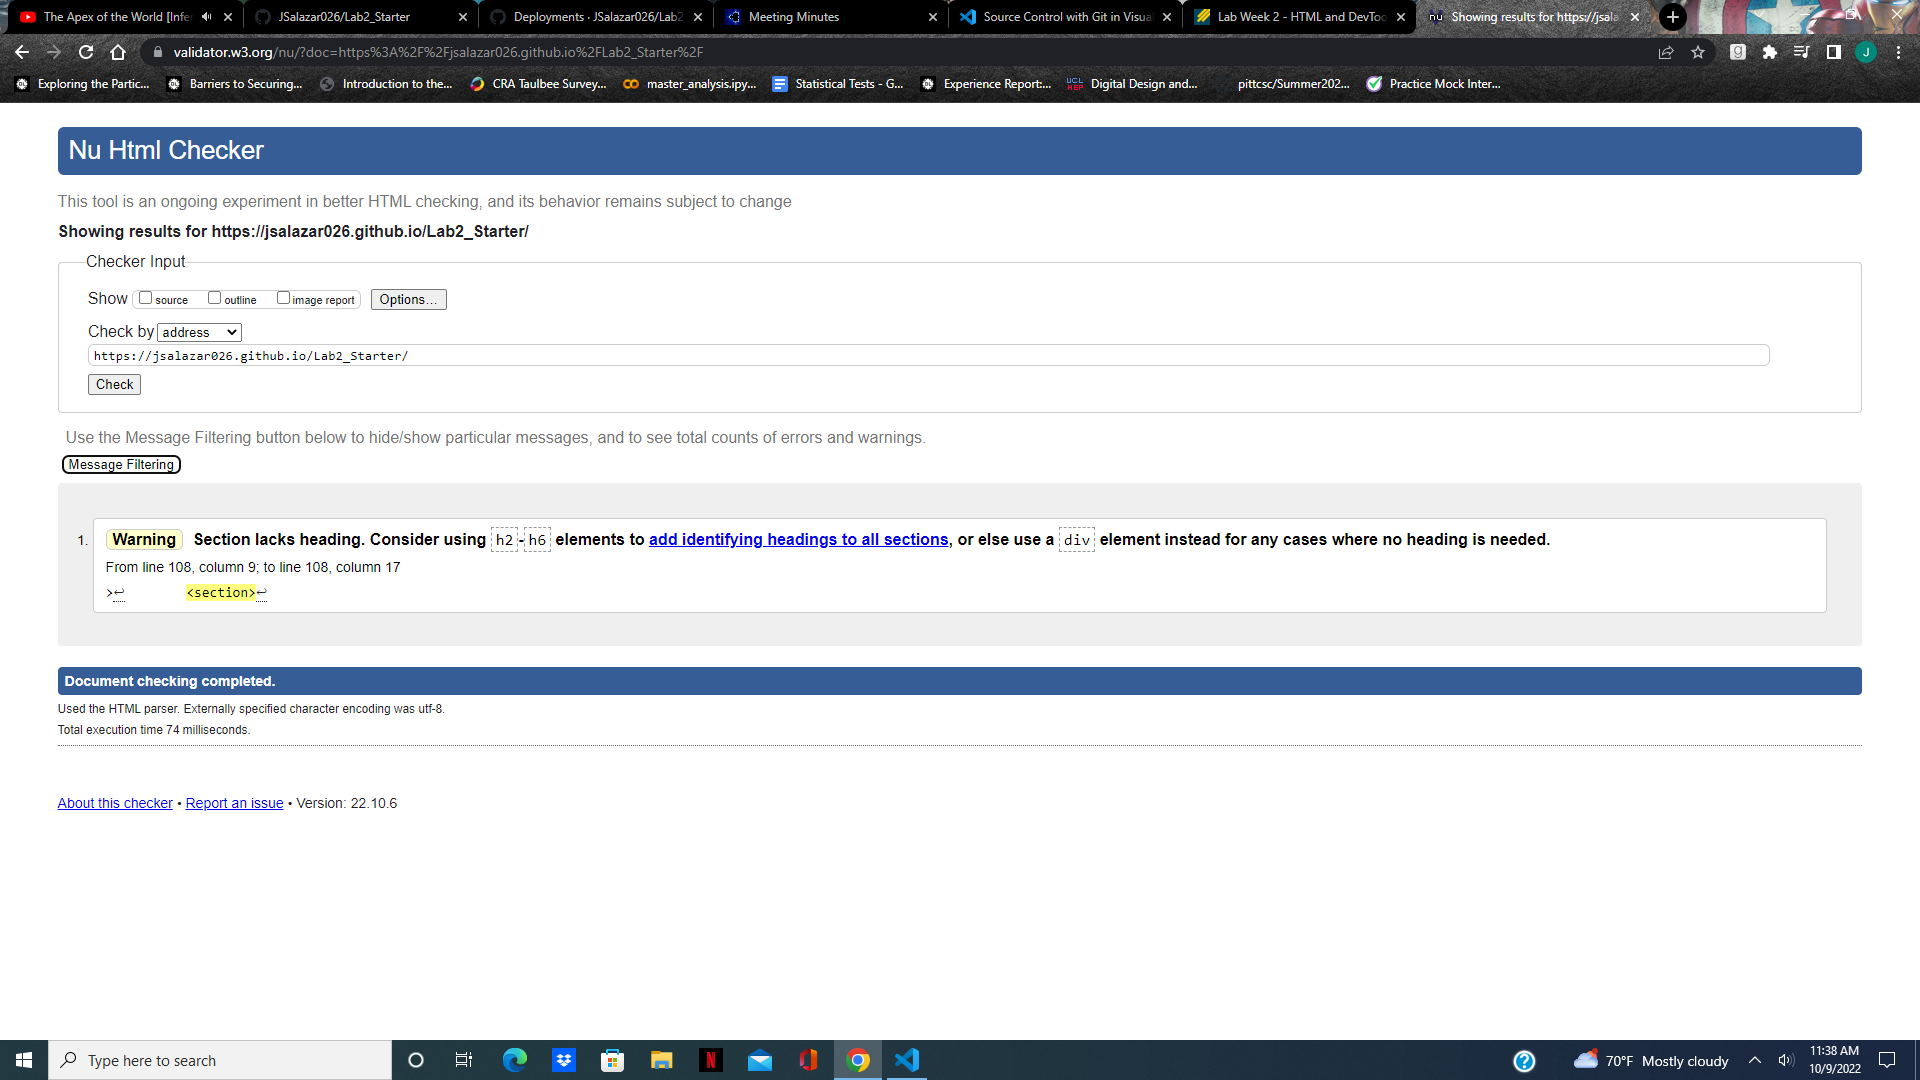 The Apex of the World [Infe
JSalazar026/Lab2_Starter
Deployments · JSalazar026/Lab2
Meeting Minutes
Source Control with Git in Visua
Lab Week 2 - HTML and DevToo
nu Showing results for https://jsala
validator.w3.org/nu/?doc=https%3A%2F%2Fjsalazar026.github.io%2FLab2_Starter%2F
J
Exploring the Partic...
Barriers to Securing...
Introduction to the...
CRA Taulbee Survey...
master_analysis.ipy...
Statistical Tests - G...
Experience Report:...
UCL HEP Digital Design and...
pittcsc/Summer202...
Practice Mock Inter...
Nu Html Checker
This tool is an ongoing experiment in better HTML checking, and its behavior remains subject to change
Showing results for https://jsalazar026.github.io/Lab2_Starter/
Checker Input
Show source outline image report Options...
Check by address
https://jsalazar026.github.io/Lab2_Starter/
Check
Use the Message Filtering button below to hide/show particular messages, and to see total counts of errors and warnings.
Message Filtering
1. Warning Section lacks heading. Consider using h2-h6 elements to add identifying headings to all sections, or else use a div element instead for any cases where no heading is needed.
From line 108, column 9; to line 108, column 17
>↩ <section>↩
Document checking completed.
Used the HTML parser. Externally specified character encoding was utf-8.
Total execution time 74 milliseconds.
About this checker • Report an issue • Version: 22.10.6
Type here to search
N
70°F Mostly cloudy
11:38 AM
10/9/2022